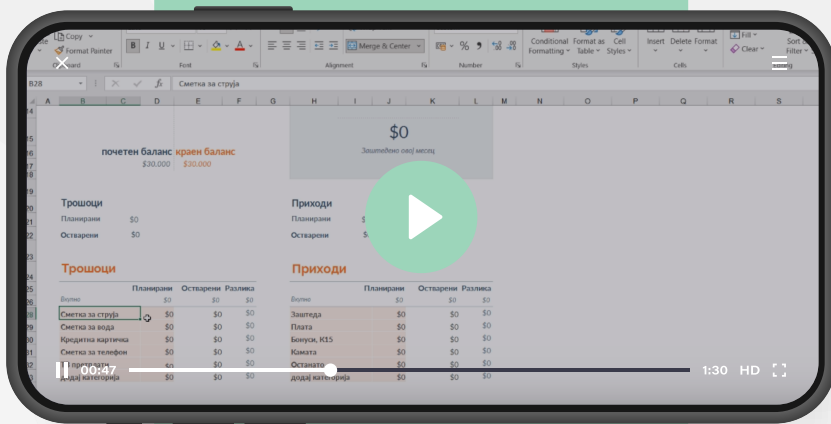 Copy
Format Painter
B I U A
Merge & Center
% 9
Conditional Format as Cell
Formatting Table Styles
Insert Delete Format
Fill
Clear
Sort
Filter
Font
Alignment
Number
Styles
Cells
B28
fx
Сметка за струја
A B C D E F G H I J K L M N O P Q R S
$0
почетен баланс краен баланс
Заштедено овој месец
$30,000 $30,000
Трошоци Приходи
Планирани $0 Планирани
Остварени $0 Остварени
Трошоци Приходи
Планирани Остварени Разлика Планирани Остварени Разлика
Вкупно $0 $0 $0 Вкупно $0 $0 $0
Сметка за струја $0 $0 $0 Заштеда $0 $0 $0
Сметка за вода $0 $0 $0 Плата $0 $0 $0
Кредитна картичка $0 $0 $0 Бонуси, К15 $0 $0 $0
Сметка за телефон $0 $0 $0 Камата $0 $0 $0
$0 $0 $0 Останато $0 $0 $0
00:47 1:30 HD
додај категорија $0 $0 $0 додај категорија $0 $0 $0